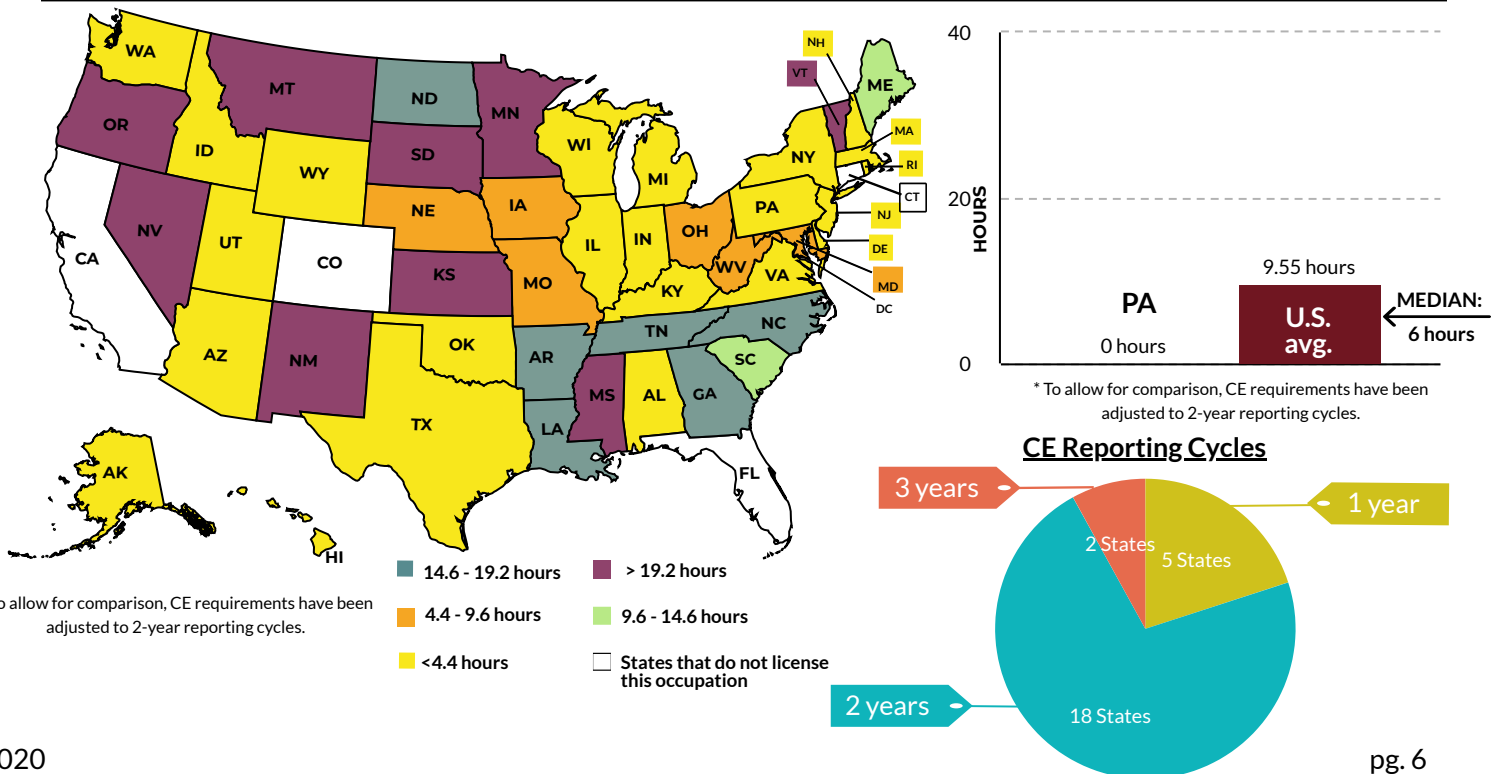 WA
MT
ND
MN
OR
ID
WY
SD
WI
MI
NY
NH
VT
ME
MA
RI
CT
NJ
DE
MD
DC
NV
UT
CO
CA
NE
IA
IL
IN
OH
PA
WV
VA
KS
MO
KY
AZ
NM
OK
AR
TN
NC
SC
TX
LA
MS
AL
GA
FL
AK
HI
o allow for comparison, CE requirements have been
adjusted to 2-year reporting cycles.
14.6 - 19.2 hours
> 19.2 hours
4.4 - 9.6 hours
9.6 - 14.6 hours
<4.4 hours
States that do not license
this occupation
40
20
0
HOURS
PA
0 hours
9.55 hours
U.S.
avg.
MEDIAN:
6 hours
* To allow for comparison, CE requirements have been
adjusted to 2-year reporting cycles.
CE Reporting Cycles
3 years
1 year
2 States
5 States
2 years
18 States
020
pg. 6